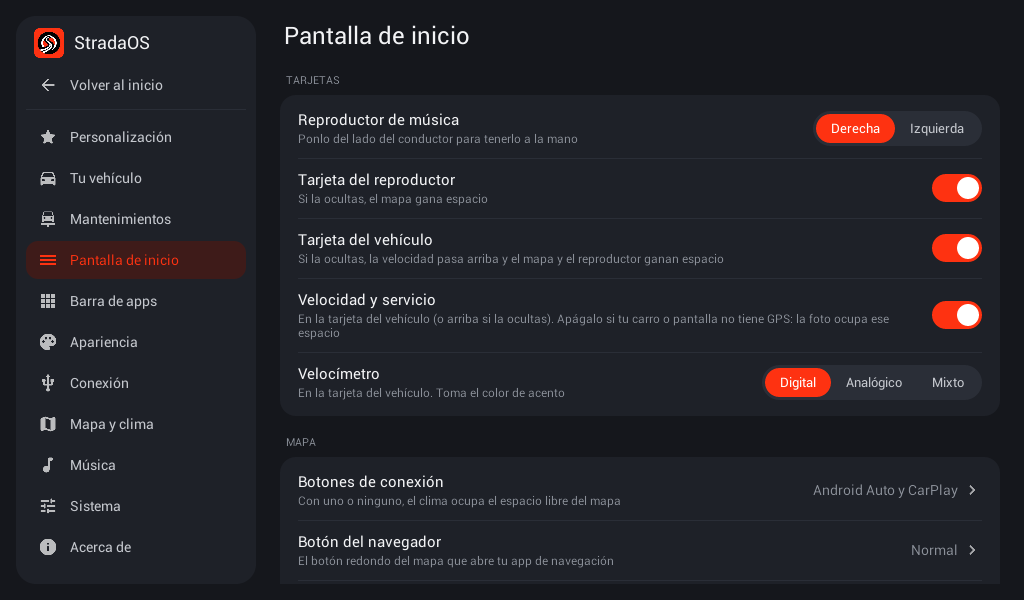 StradaOS
Volver al inicio
Personalización
Tu vehículo
Mantenimientos
Pantalla de inicio
Barra de apps
Apariencia
Conexión
Mapa y clima
Música
Sistema
Acerca de
Pantalla de inicio
TARJETAS
Reproductor de música
Ponlo del lado del conductor para tenerlo a la mano
Derecha Izquierda
Tarjeta del reproductor
Si la ocultas, el mapa gana espacio
Tarjeta del vehículo
Si la ocultas, la velocidad pasa arriba y el mapa y el reproductor ganan espacio
Velocidad y servicio
En la tarjeta del vehículo (o arriba si la ocultas). Apágalo si tu carro o pantalla no tiene GPS: la foto ocupa ese
espacio
Velocímetro
En la tarjeta del vehículo. Toma el color de acento
Digital Analógico Mixto
MAPA
Botones de conexión
Con uno o ninguno, el clima ocupa el espacio libre del mapa
Android Auto y CarPlay
Botón del navegador
El botón redondo del mapa que abre tu app de navegación
Normal